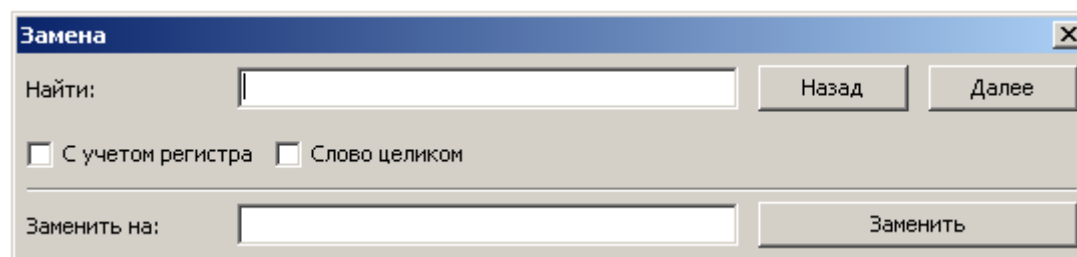 Замена
Найти: Назад Далее
С учетом регистра Слово целиком
Заменить на: Заменить